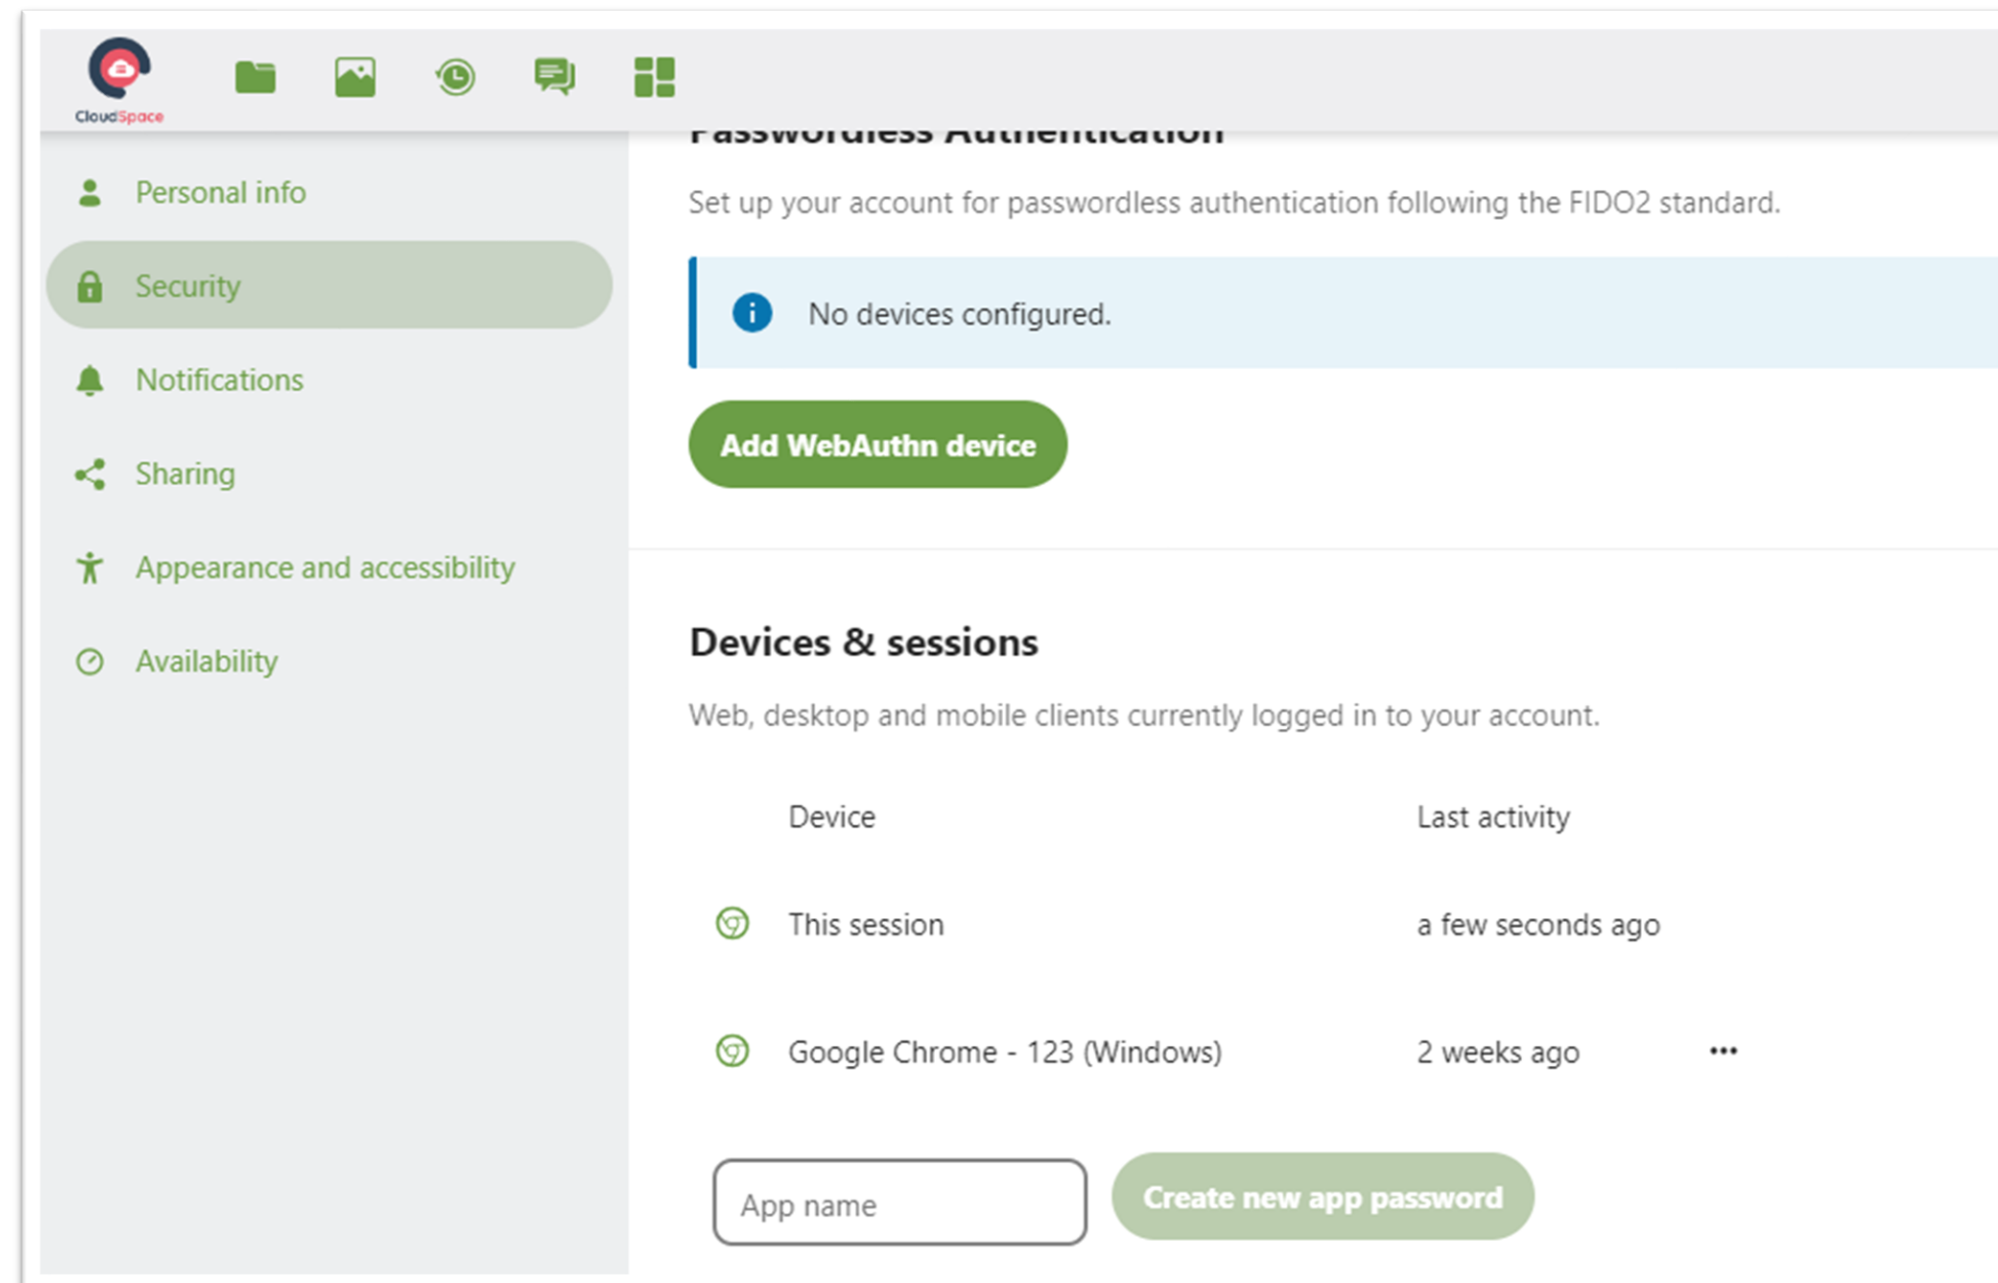 CloudSpace
Passwordless Authentication
Personal info
Set up your account for passwordless authentication following the FIDO2 standard.
Security
No devices configured.
Notifications
Add WebAuthn device
Sharing
Appearance and accessibility
Devices & sessions
Availability
Web, desktop and mobile clients currently logged in to your account.
Device Last activity
This session a few seconds ago
Google Chrome - 123 (Windows) 2 weeks ago ...
App name Create new app password